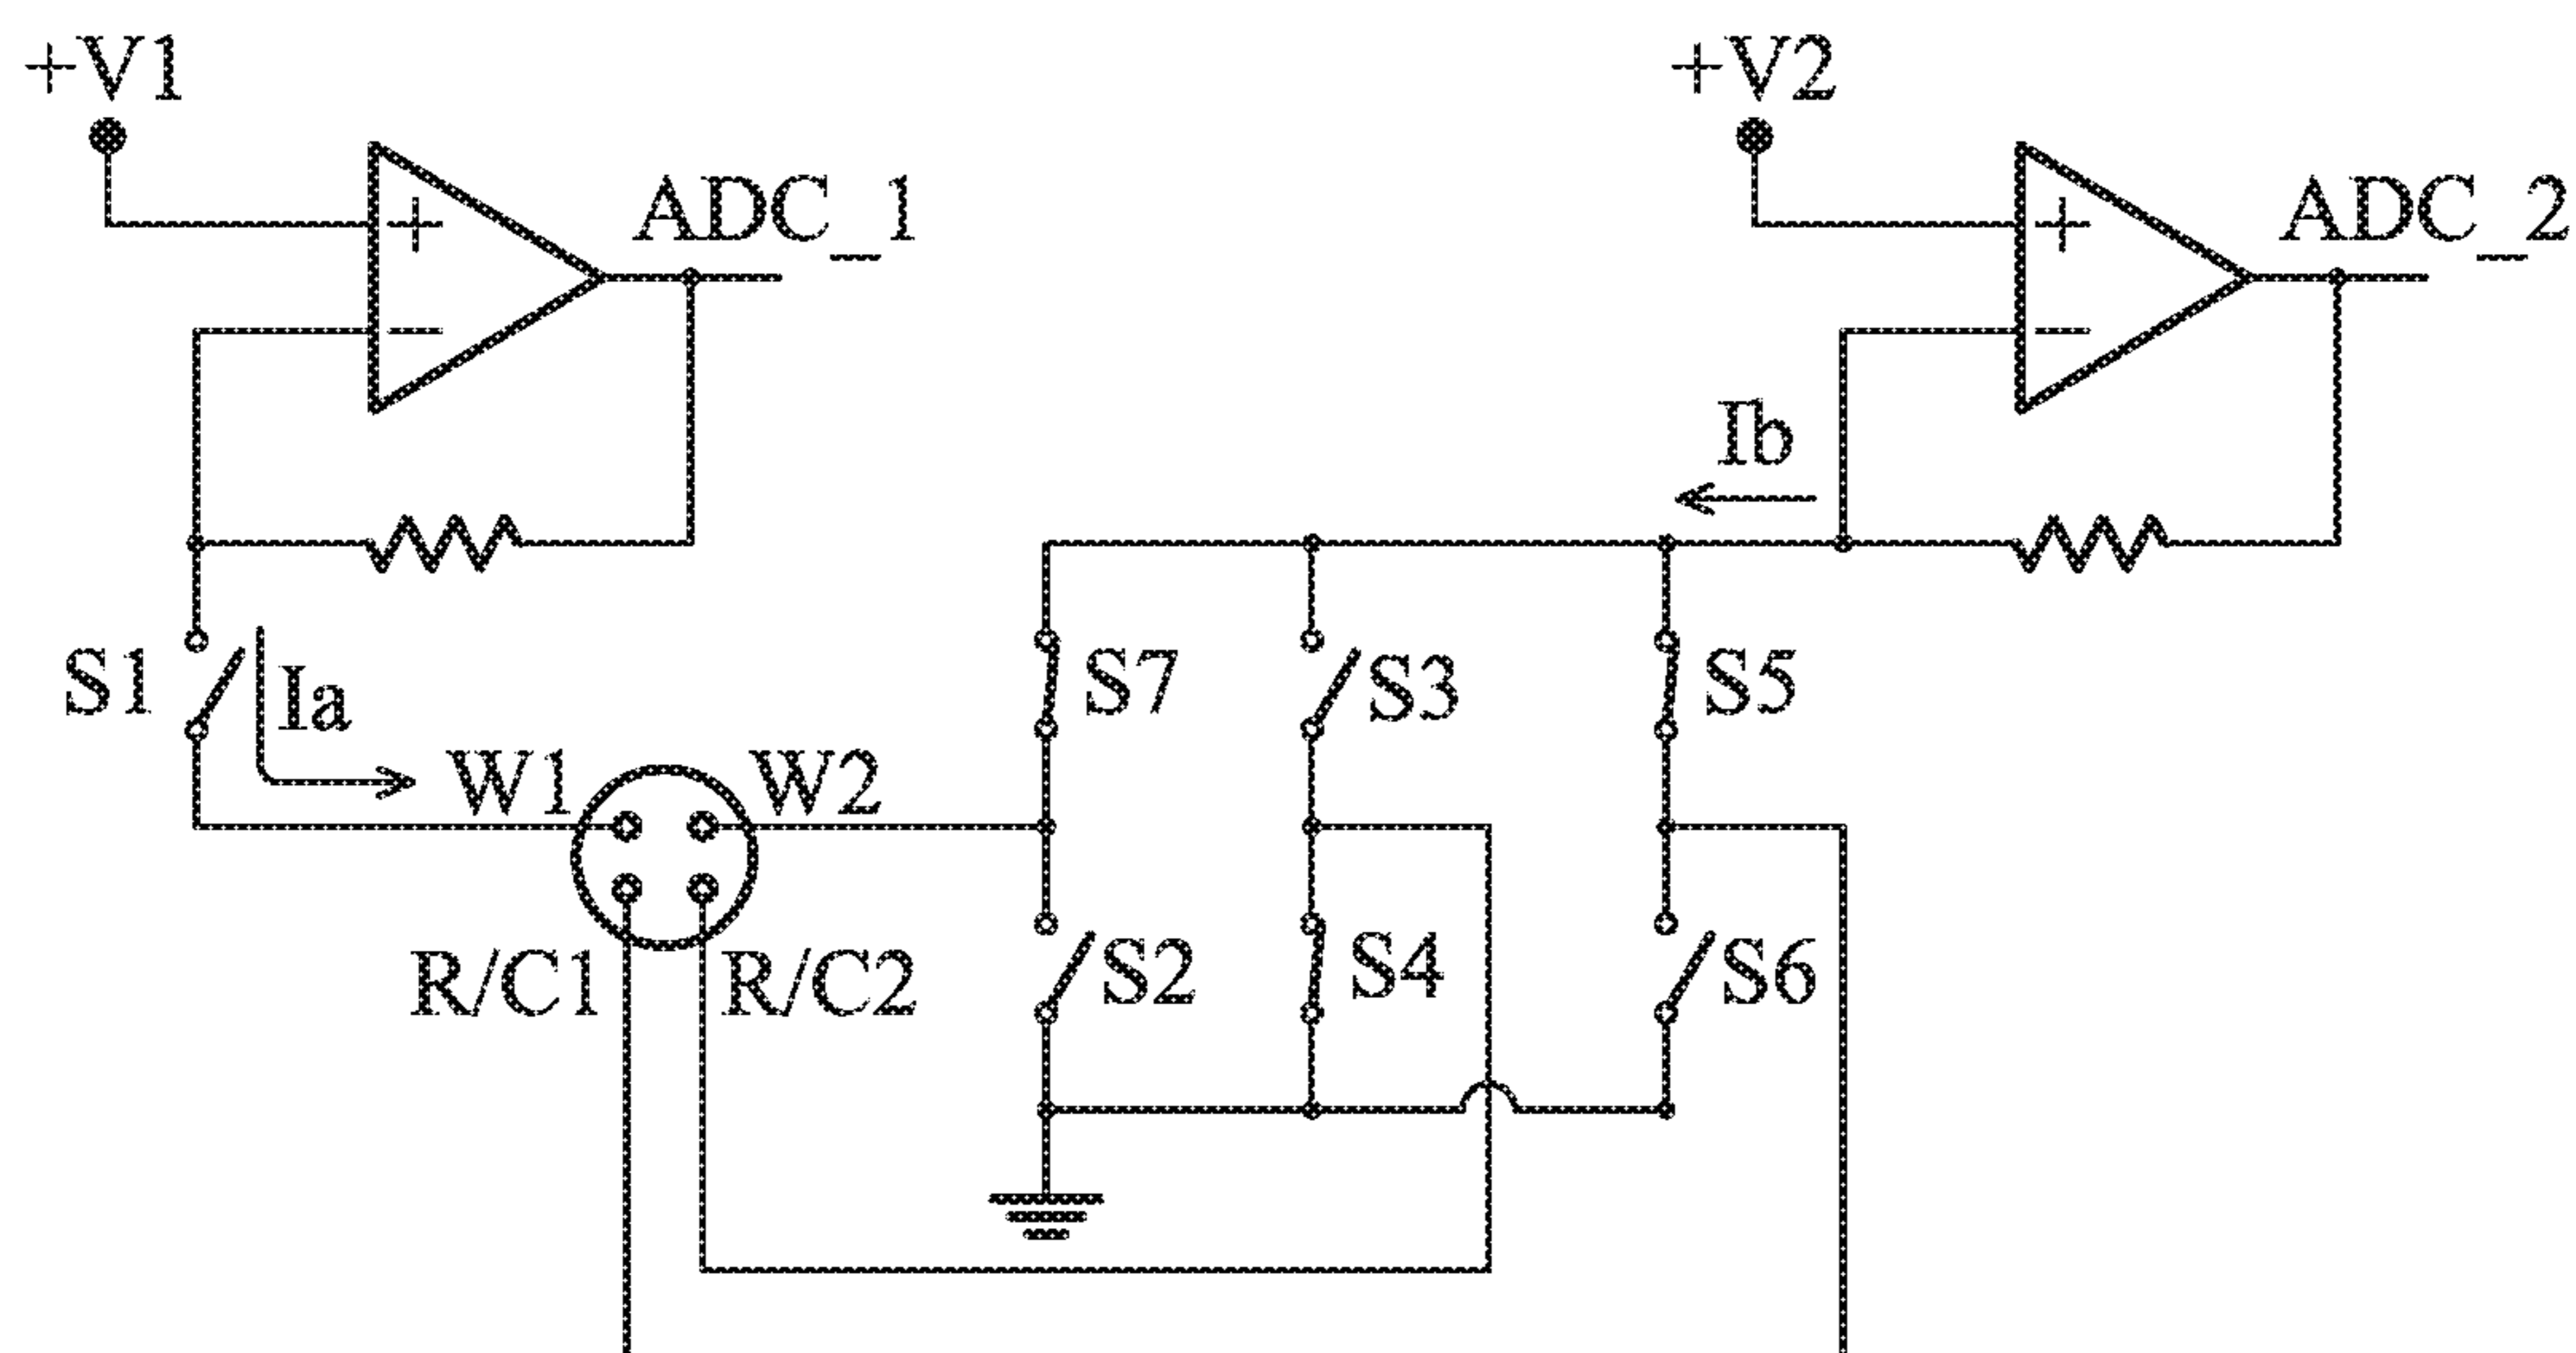 +V1
+V2
ADC_1
ADC_2
+
+
−
−
Ib
S1
Ia
S7
S3
S5
W1
W2
R/C1
R/C2
S2
S4
S6